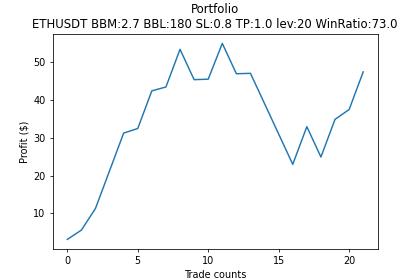 Portfolio
ETHUSDT BBM:2.7 BBL:180 SL:0.8 TP:1.0 lev:20 WinRatio:73.0
50
40
30
20
10
Profit ($)
0 5 10 15 20
Trade counts